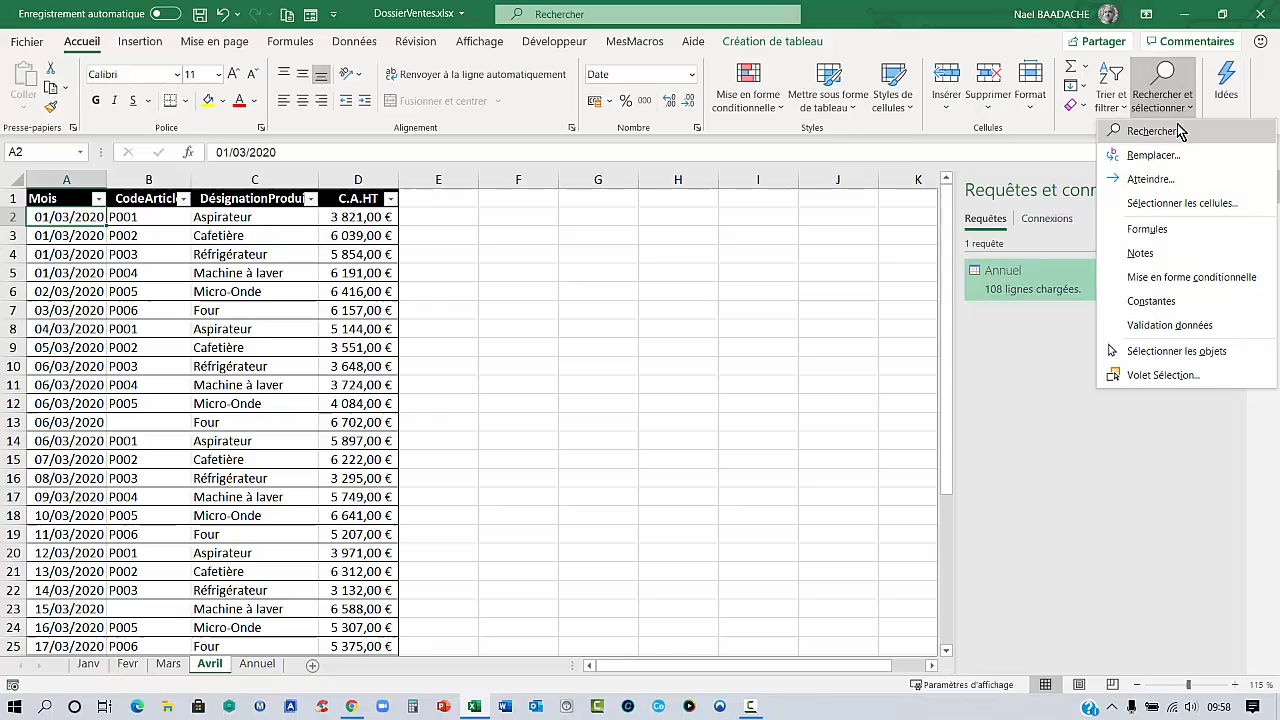 Enregistrement automatique
DossierVentes.xlsx
Rechercher
Nael BAADACHE
Fichier
Accueil
Insertion
Mise en page
Formules
Données
Révision
Affichage
Développeur
MesMacros
Aide
Création de tableau
Partager
Commentaires
Coller
Calibri
11
Renvoyer à la ligne automatiquement
Fusionner et centrer
Date
Mise en forme conditionnelle
Mettre sous forme de tableau
Styles de cellules
Insérer
Supprimer
Format
Trier et filtrer
Rechercher et sélectionner
Idées
G I S
% 000
Presse-papiers
Police
Alignement
Nombre
Styles
Cellules
A2
fx
01/03/2020
Rechercher
Remplacer...
Atteindre...
Sélectionner les cellules...
Formules
Notes
Mise en forme conditionnelle
Constantes
Validation données
Sélectionner les objets
Volet Sélection...
Requêtes et conn
Requêtes
Connexions
1 requête
Annuel
108 lignes chargées.
A B C D E F G H I J K
1 Mois CodeArticl DésignationProdui C.A.HT
2 01/03/2020 P001 Aspirateur 3 821,00 €
3 01/03/2020 P002 Cafetière 6 039,00 €
4 01/03/2020 P003 Réfrigérateur 5 854,00 €
5 01/03/2020 P004 Machine à laver 6 191,00 €
6 02/03/2020 P005 Micro-Onde 6 416,00 €
7 03/03/2020 P006 Four 6 157,00 €
8 04/03/2020 P001 Aspirateur 5 144,00 €
9 05/03/2020 P002 Cafetière 3 551,00 €
10 06/03/2020 P003 Réfrigérateur 3 648,00 €
11 06/03/2020 P004 Machine à laver 3 724,00 €
12 06/03/2020 P005 Micro-Onde 4 084,00 €
13 06/03/2020 Four 6 702,00 €
14 06/03/2020 P001 Aspirateur 5 897,00 €
15 07/03/2020 P002 Cafetière 6 222,00 €
16 08/03/2020 P003 Réfrigérateur 3 295,00 €
17 09/03/2020 P004 Machine à laver 5 749,00 €
18 10/03/2020 P005 Micro-Onde 6 641,00 €
19 11/03/2020 P006 Four 5 207,00 €
20 12/03/2020 P001 Aspirateur 3 971,00 €
21 13/03/2020 P002 Cafetière 6 312,00 €
22 14/03/2020 P003 Réfrigérateur 3 132,00 €
23 15/03/2020 Machine à laver 6 588,00 €
24 16/03/2020 P005 Micro-Onde 5 307,00 €
25 17/03/2020 P006 Four 5 375,00 €
Janv
Fevr
Mars
Avril
Annuel
Paramètres d'affichage
115 %
09:58